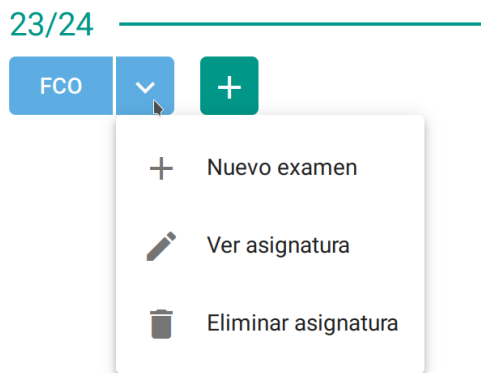 23/24
FCO
Nuevo examen
Ver asignatura
Eliminar asignatura